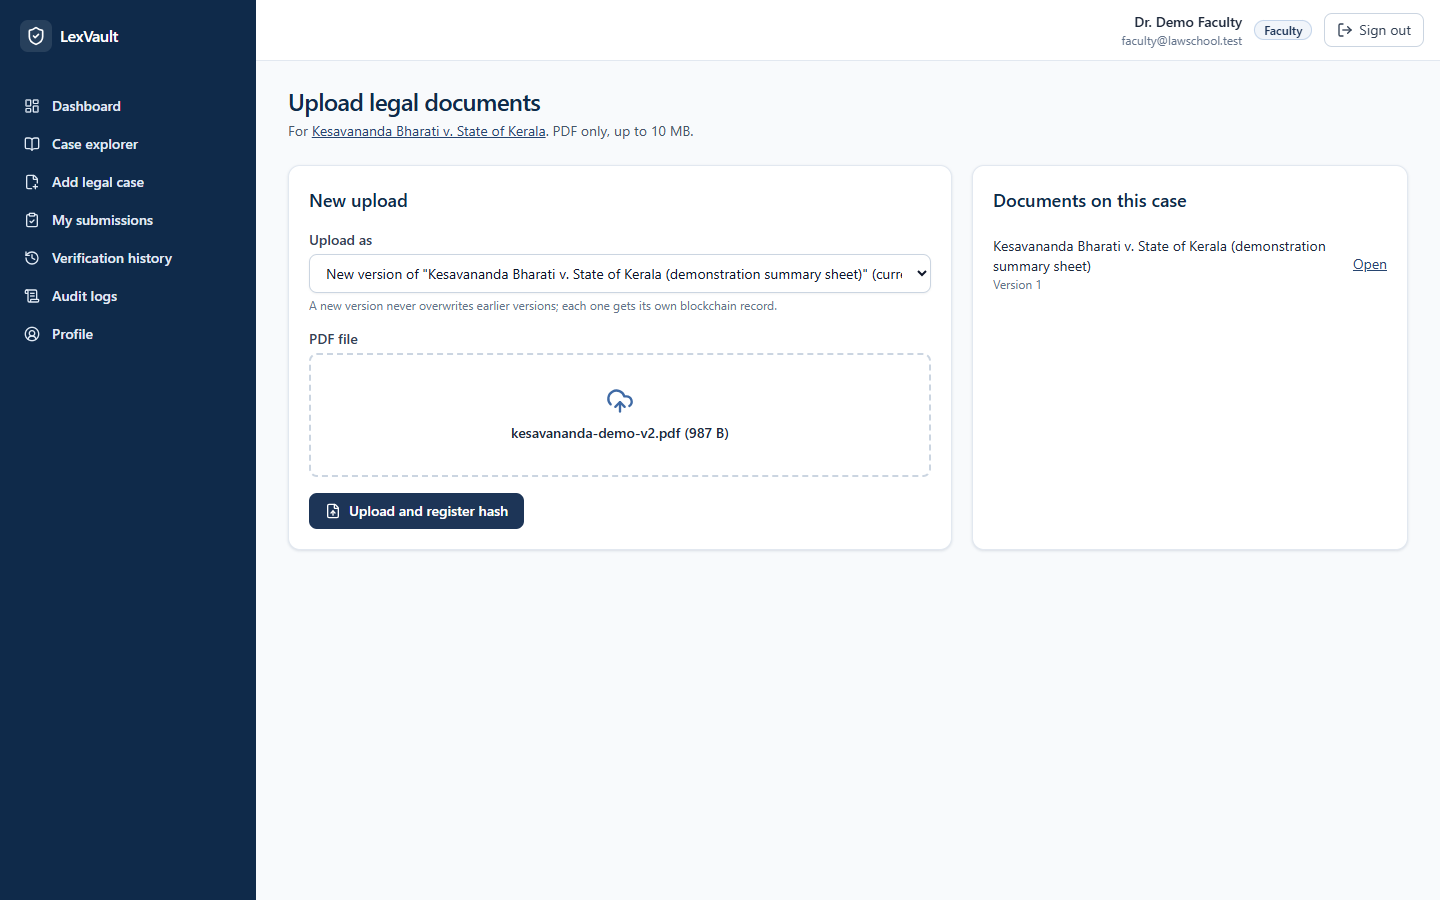 LexVault
Dashboard
Case explorer
Add legal case
My submissions
Verification history
Audit logs
Profile
Dr. Demo Faculty
faculty@lawschool.test
Faculty
Sign out
Upload legal documents
For Kesavananda Bharati v. State of Kerala. PDF only, up to 10 MB.
New upload
Upload as
New version of "Kesavananda Bharati v. State of Kerala (demonstration summary sheet)" (curr
A new version never overwrites earlier versions; each one gets its own blockchain record.
PDF file
kesavananda-demo-v2.pdf (987 B)
Upload and register hash
Documents on this case
Kesavananda Bharati v. State of Kerala (demonstration
summary sheet)
Open
Version 1